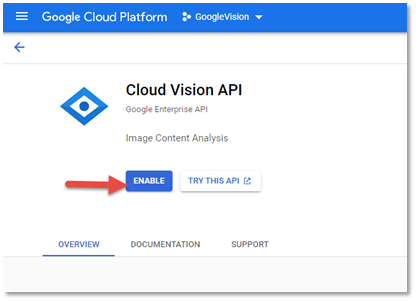 Google Cloud Platform GoogleVision
Cloud Vision API
Google Enterprise API
Image Content Analysis
ENABLE TRY THIS API
OVERVIEW DOCUMENTATION SUPPORT